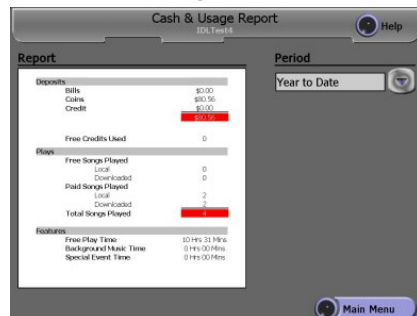 Cash & Usage Report
IDLTest4
Help
Report
Period
Year to Date
Deposits
Bills $0.00
Coins $80.56
Credit $0.00
$80.56
Free Credits Used 0
Plays
Free Songs Played
Local 0
Downloaded 0
Paid Songs Played
Local 2
Downloaded 2
Total Songs Played 4
Features
Free Play Time 10 Hrs 31 Mins
Background Music Time 0 Hrs 00 Mins
Special Event Time 0 Hrs 00 Mins
Main Menu